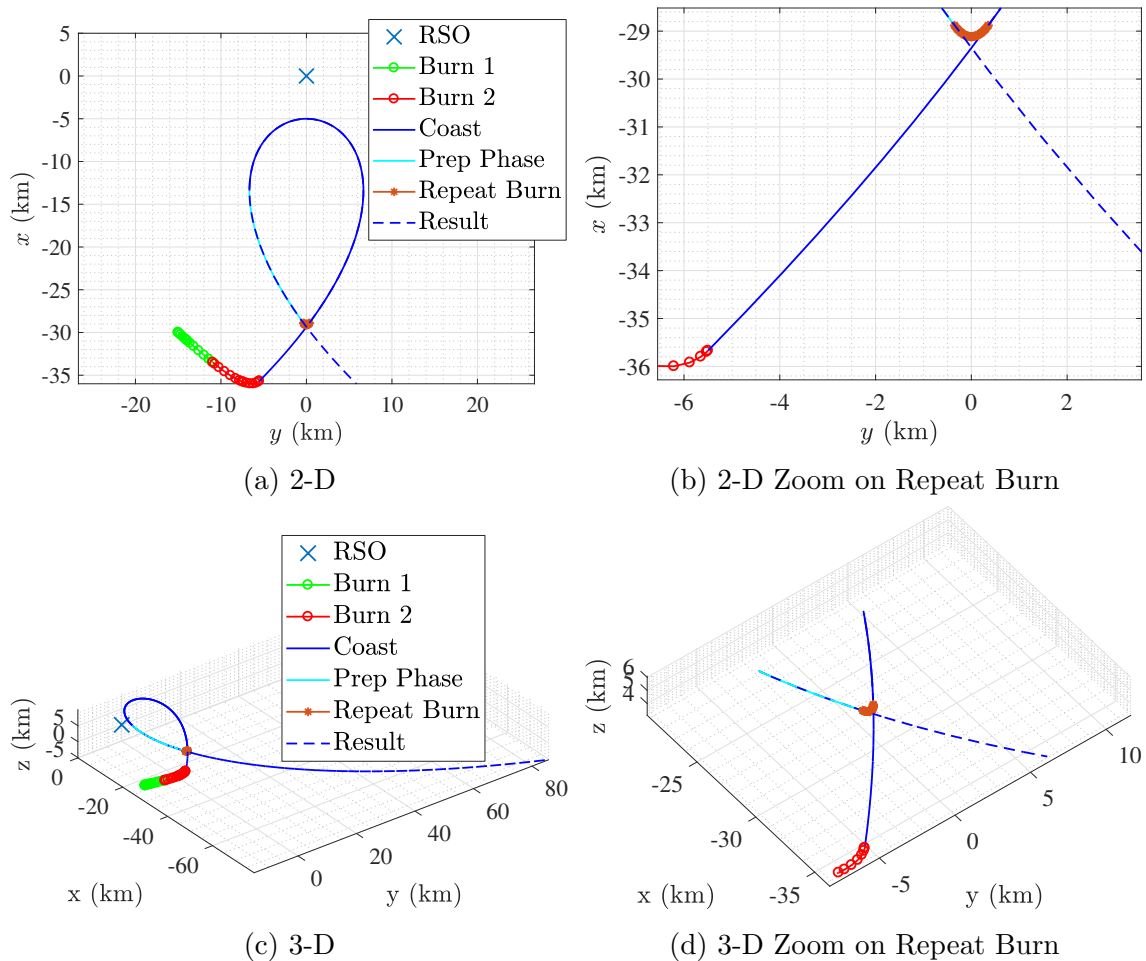 5
0
-5
-10
-15
-20
-25
-30
-35
x (km)
-20
-10
0
10
20
y (km)
RSO
Burn 1
Burn 2
Coast
Prep Phase
Repeat Burn
Result
(a) 2-D
-29
-30
-31
-32
-33
-34
-35
-36
x (km)
-6
-4
-2
0
2
y (km)
(b) 2-D Zoom on Repeat Burn
RSO
Burn 1
Burn 2
Coast
Prep Phase
Repeat Burn
Result
z (km)
5
0
-5
0
-20
-40
-60
x (km)
0
20
40
60
80
y (km)
(c) 3-D
z (km)
6
5
4
-25
-30
-35
x (km)
-5
0
5
10
y (km)
(d) 3-D Zoom on Repeat Burn